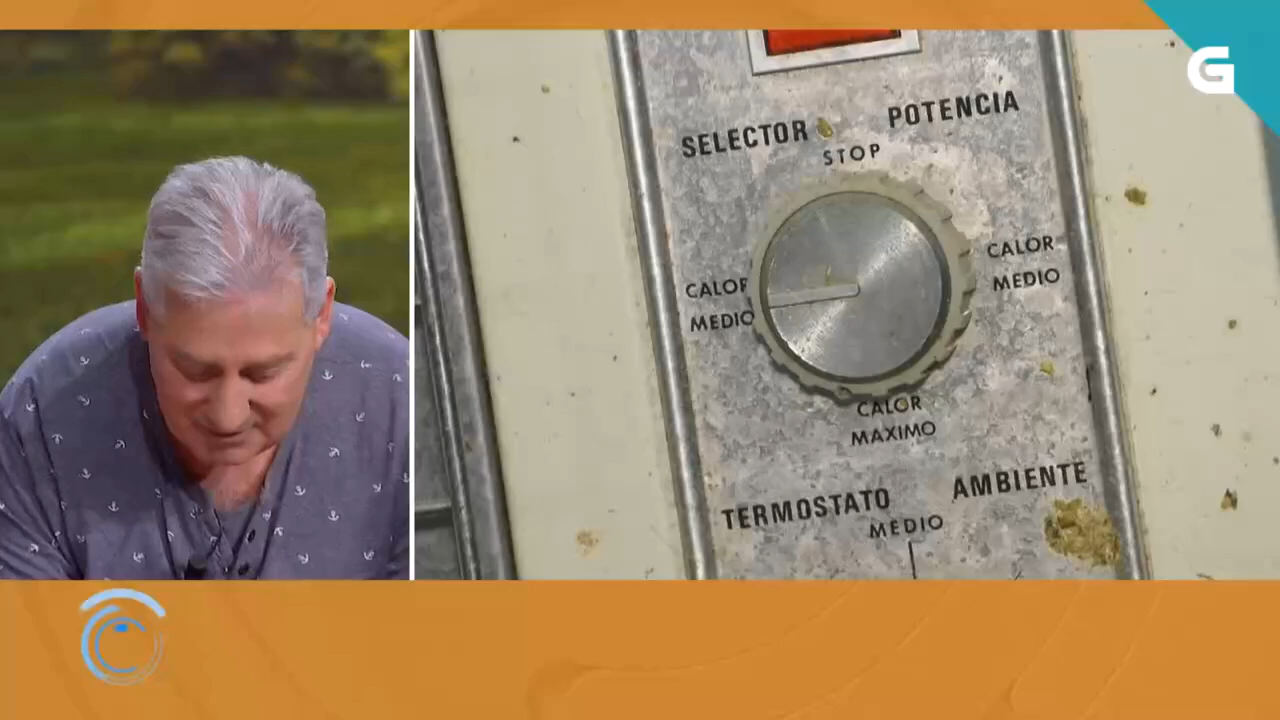 G
SELECTOR POTENCIA
STOP
CALOR
MEDIO
CALOR
MEDIO
CALOR
MAXIMO
TERMOSTATO AMBIENTE
MEDIO